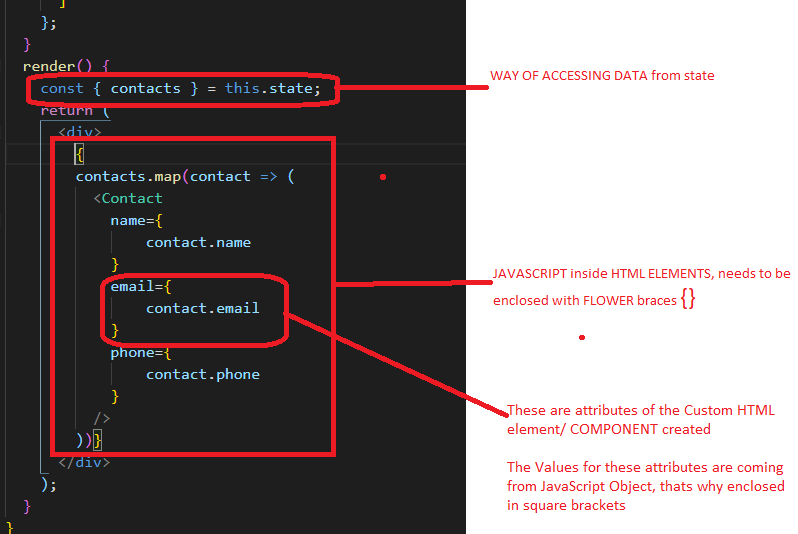 ]
};
}
render() {
const { contacts } = this.state;
WAY OF ACCESSING DATA from state
return (
<div>
{
contacts.map(contact => (
<Contact
name={
contact.name
}
JAVASCRIPT inside HTML ELEMENTS, needs to be
enclosed with FLOWER braces {}
email={
contact.email
}
phone={
contact.phone
}
/>
))}
</div>
);
}
}
These are attributes of the Custom HTML
element/ COMPONENT created
The Values for these attributes are coming
from JavaScript Object, thats why enclosed
in square brackets